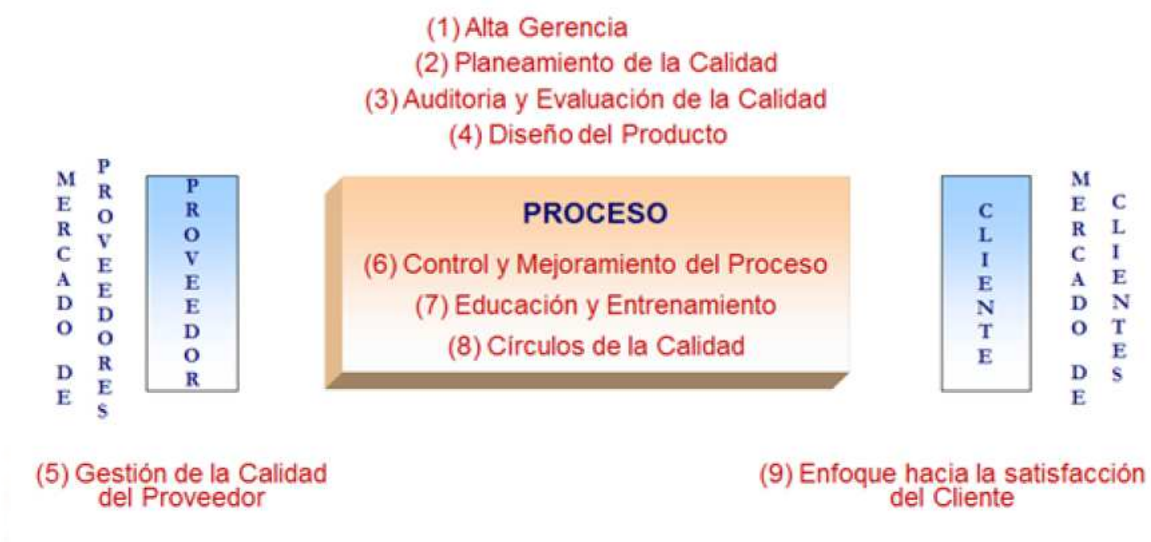 (1) Alta Gerencia
(2) Planeamiento de la Calidad
(3) Auditoria y Evaluación de la Calidad
(4) Diseño del Producto
MERCADO DE
PROVEEDORES
PROVEEDOR
PROCESO
(6) Control y Mejoramiento del Proceso
(7) Educación y Entrenamiento
(8) Círculos de la Calidad
CLIENTE
MERCADO DE
CLIENTES
(5) Gestión de la Calidad
del Proveedor
(9) Enfoque hacia la satisfacción
del Cliente